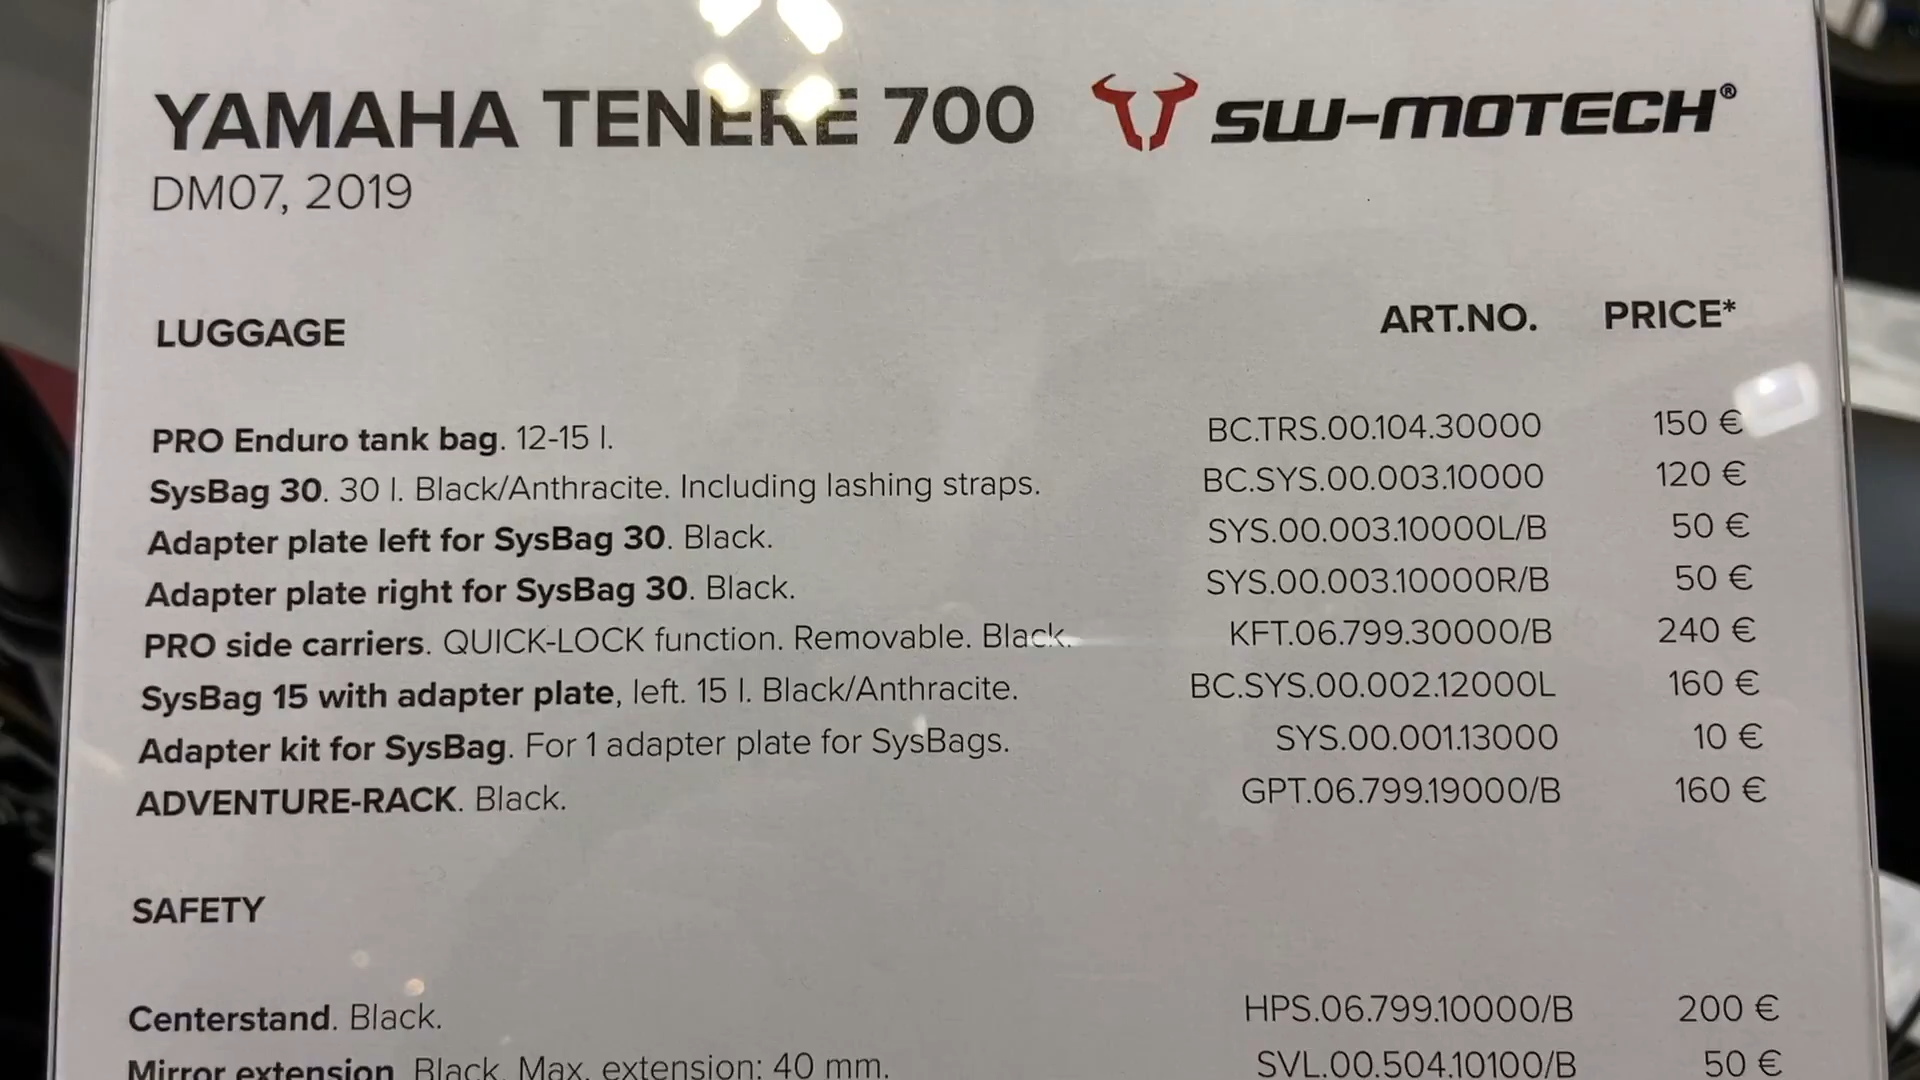 YAMAHA TENERE 700 SW-MOTECH®
DM07, 2019
LUGGAGE ART.NO. PRICE*
PRO Enduro tank bag. 12-15 l. BC.TRS.00.104.30000 150 €
SysBag 30. 30 l. Black/Anthracite. Including lashing straps. BC.SYS.00.003.10000 120 €
Adapter plate left for SysBag 30. Black. SYS.00.003.10000L/B 50 €
Adapter plate right for SysBag 30. Black. SYS.00.003.10000R/B 50 €
PRO side carriers. QUICK-LOCK function. Removable. Black. KFT.06.799.30000/B 240 €
SysBag 15 with adapter plate, left. 15 l. Black/Anthracite. BC.SYS.00.002.12000L 160 €
Adapter kit for SysBag. For 1 adapter plate for SysBags. SYS.00.001.13000 10 €
ADVENTURE-RACK. Black. GPT.06.799.19000/B 160 €
SAFETY
Centerstand. Black. HPS.06.799.10000/B 200 €
Mirror extension. Black. Max. extension: 40 mm. SVL.00.504.10100/B 50 €